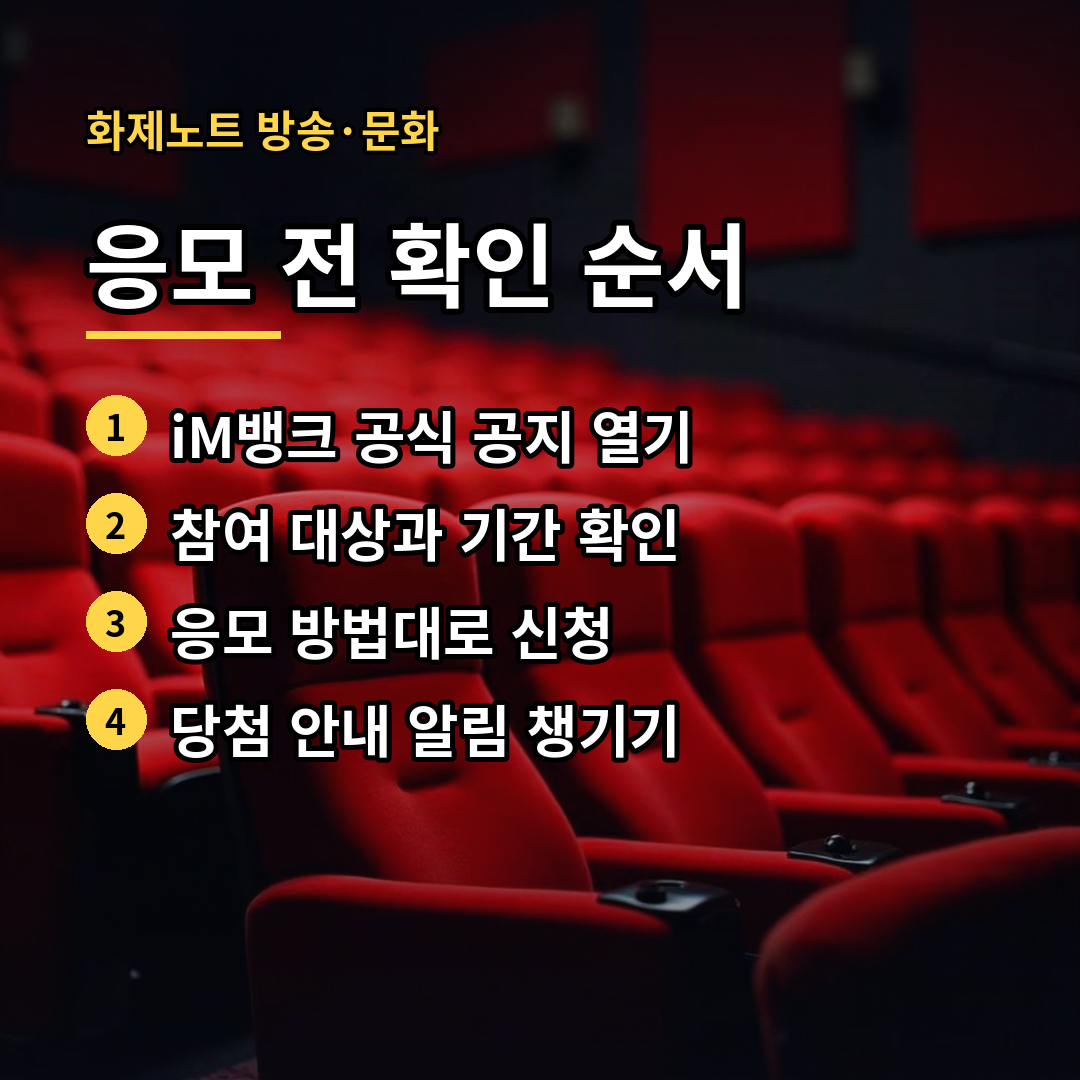 화제노트 방송·문화
응모 전 확인 순서
1 iM뱅크 공식 공지 열기
2 참여 대상과 기간 확인
3 응모 방법대로 신청
4 당첨 안내 알림 챙기기